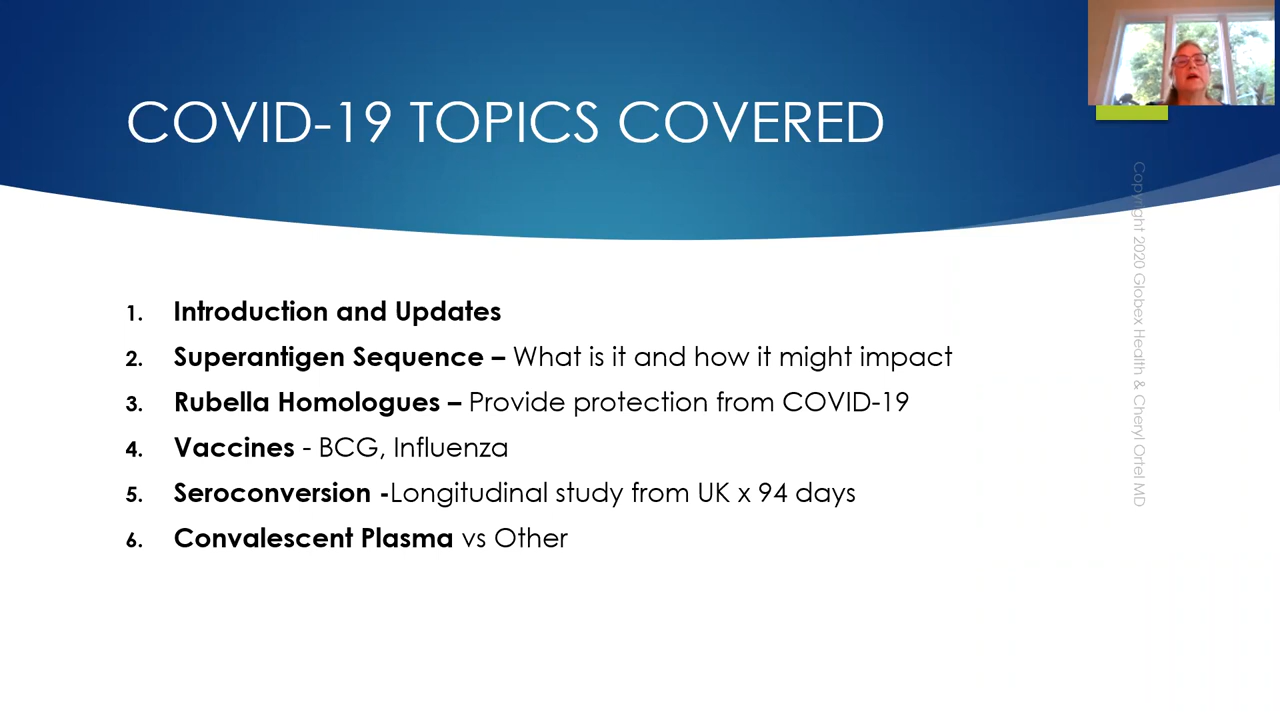 COVID-19 TOPICS COVERED
1. Introduction and Updates
2. Superantigen Sequence – What is it and how it might impact
3. Rubella Homologues – Provide protection from COVID-19
4. Vaccines - BCG, Influenza
5. Seroconversion -Longitudinal study from UK x 94 days
6. Convalescent Plasma vs Other
Copyright 2020 Globex Health & Cheryl Ortel MD